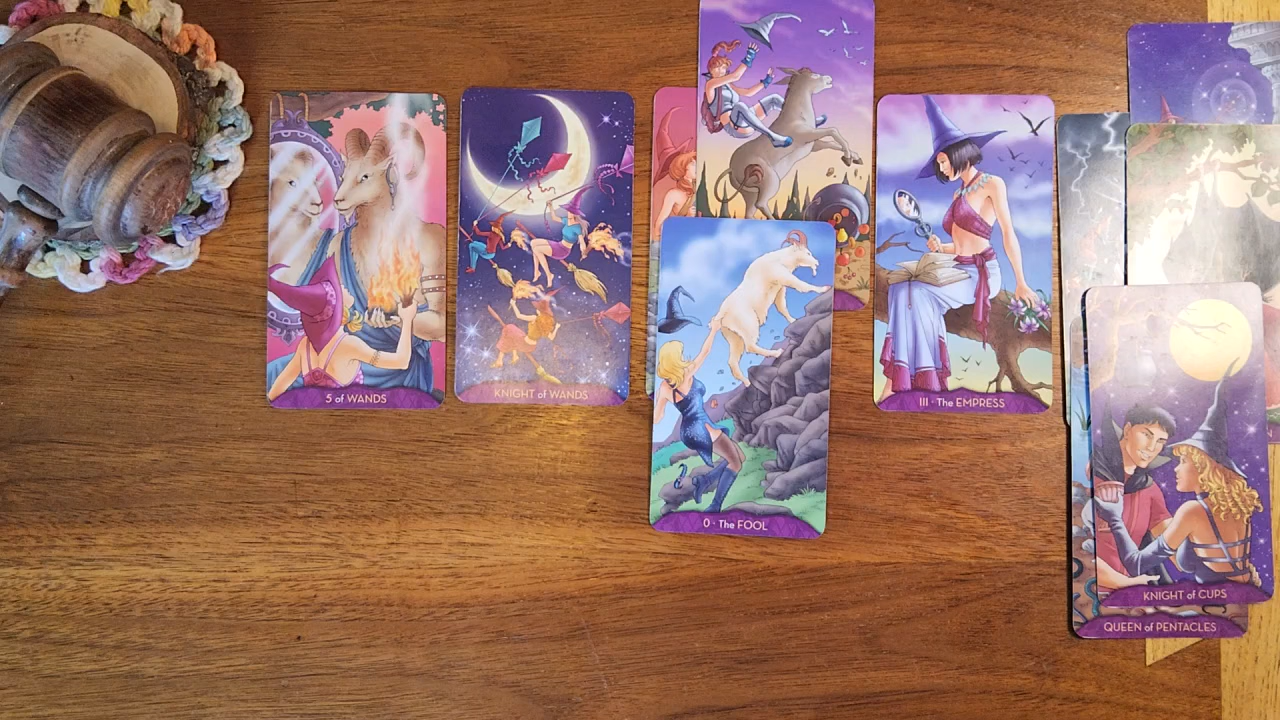 5 of WANDS
KNIGHT of WANDS
0 · The FOOL
III · The EMPRESS
KNIGHT of CUPS
QUEEN of PENTACLES